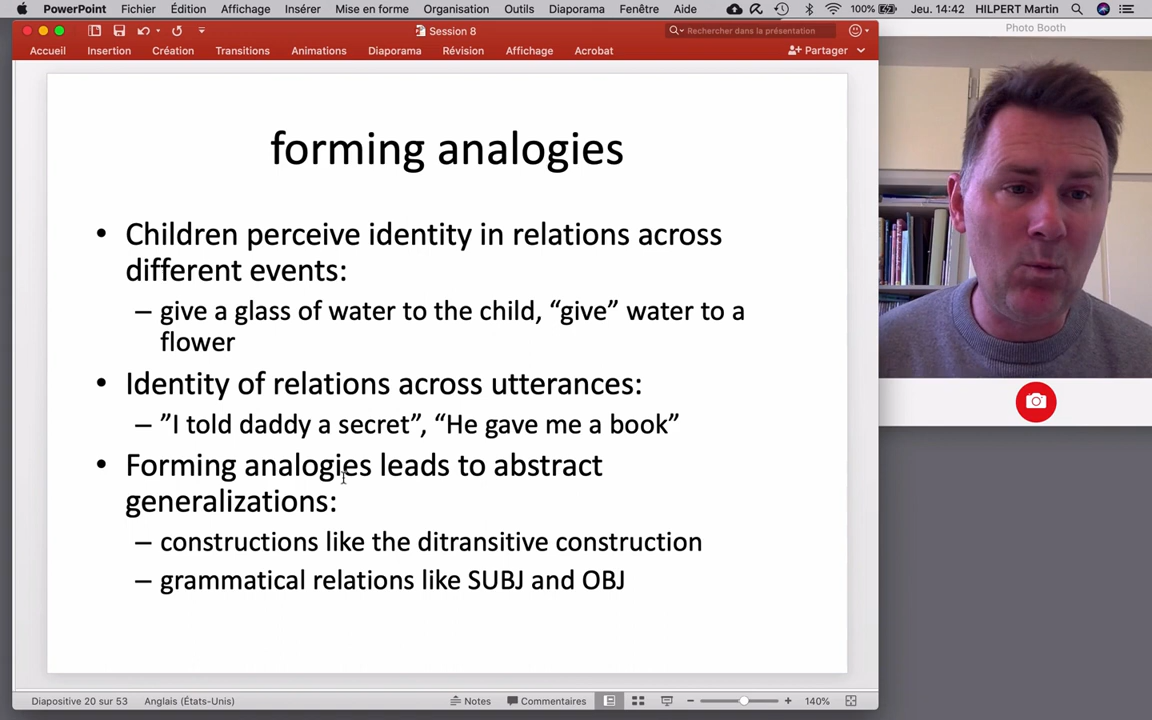 PowerPoint Fichier Édition Affichage Insérer Mise en forme Organisation Outils Diaporama Fenêtre Aide 100% Jeu. 14:42 HILPERT Martin
Session 8
Rechercher dans la présentation
Accueil Insertion Création Transitions Animations Diaporama Révision Affichage Acrobat Partager
Photo Booth
forming analogies
• Children perceive identity in relations across
different events:
– give a glass of water to the child, “give” water to a
flower
• Identity of relations across utterances:
– ”I told daddy a secret”, “He gave me a book”
• Forming analogies leads to abstract
generalizations:
– constructions like the ditransitive construction
– grammatical relations like SUBJ and OBJ
Diapositive 20 sur 53 Anglais (États-Unis) Notes Commentaires 140%